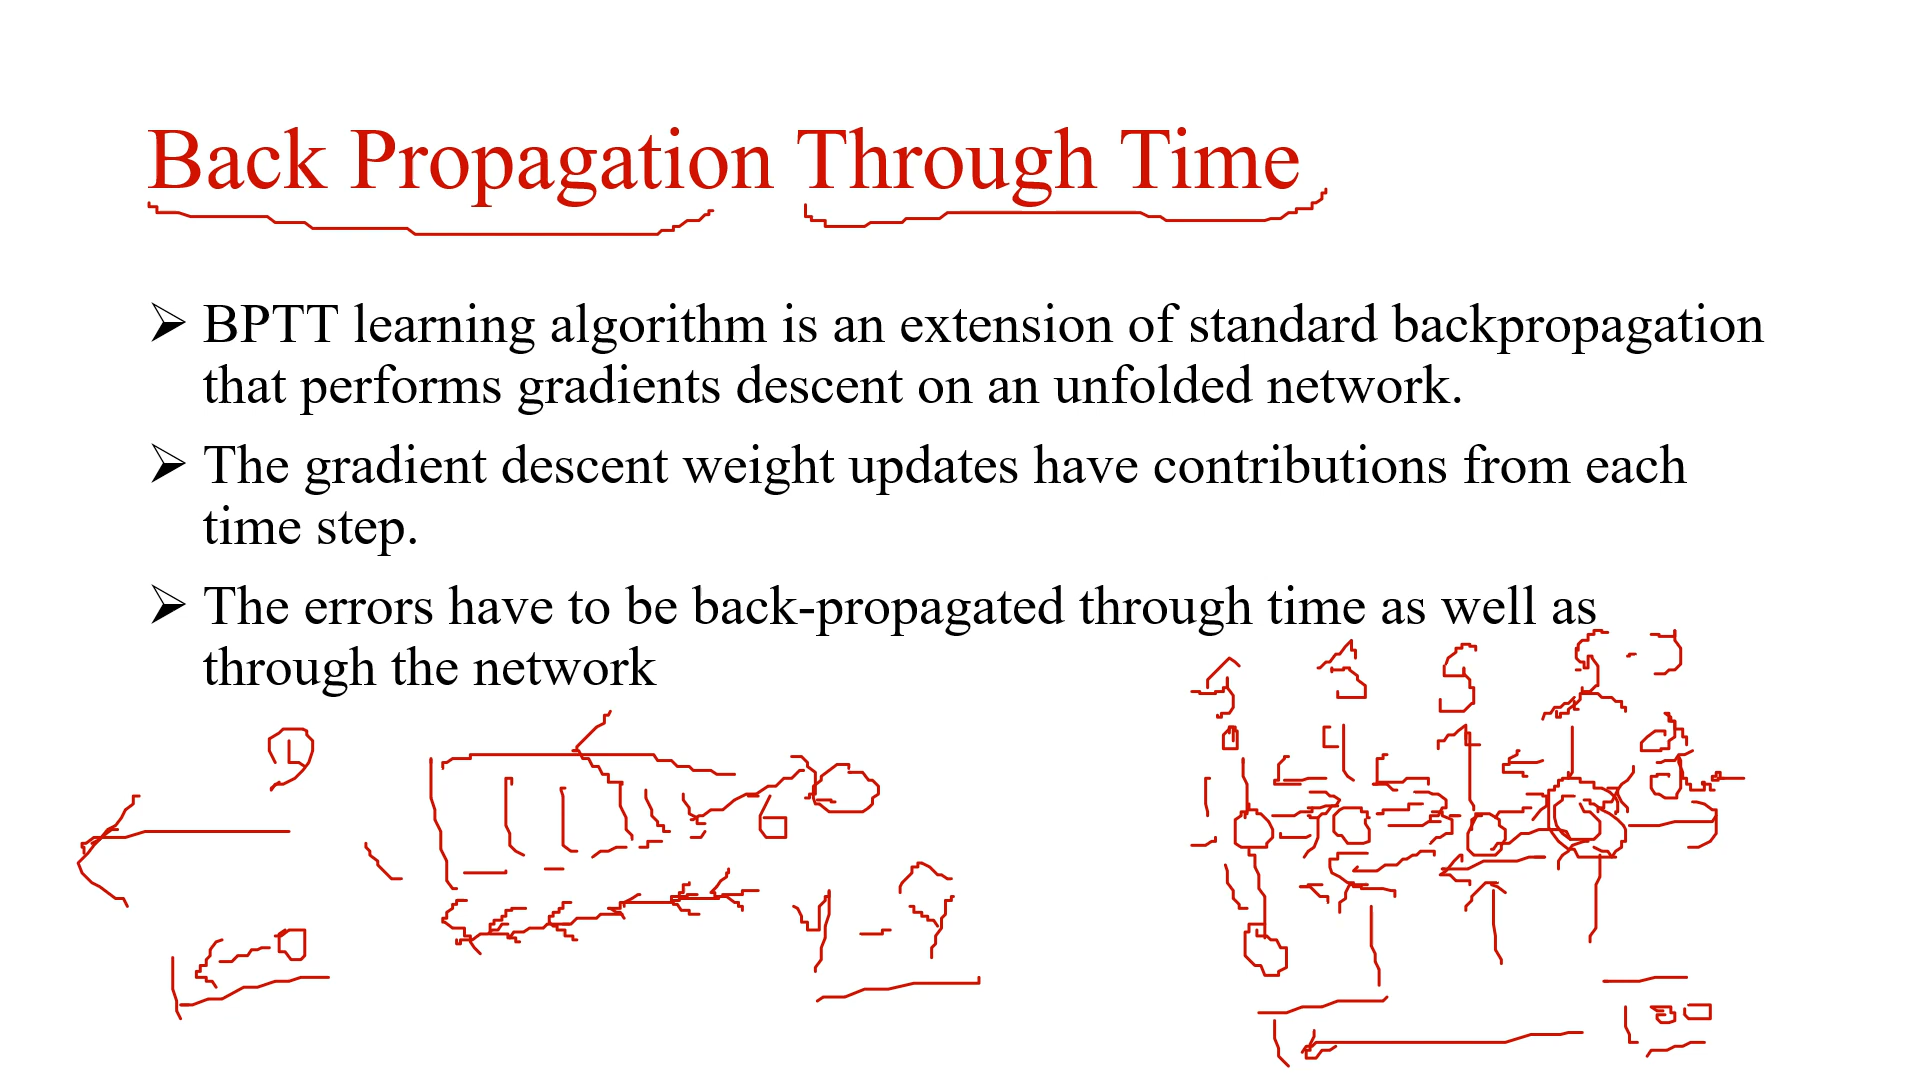 Back Propagation Through Time
➢ BPTT learning algorithm is an extension of standard backpropagation
that performs gradients descent on an unfolded network.
➢ The gradient descent weight updates have contributions from each
time step.
➢ The errors have to be back-propagated through time as well as
through the network